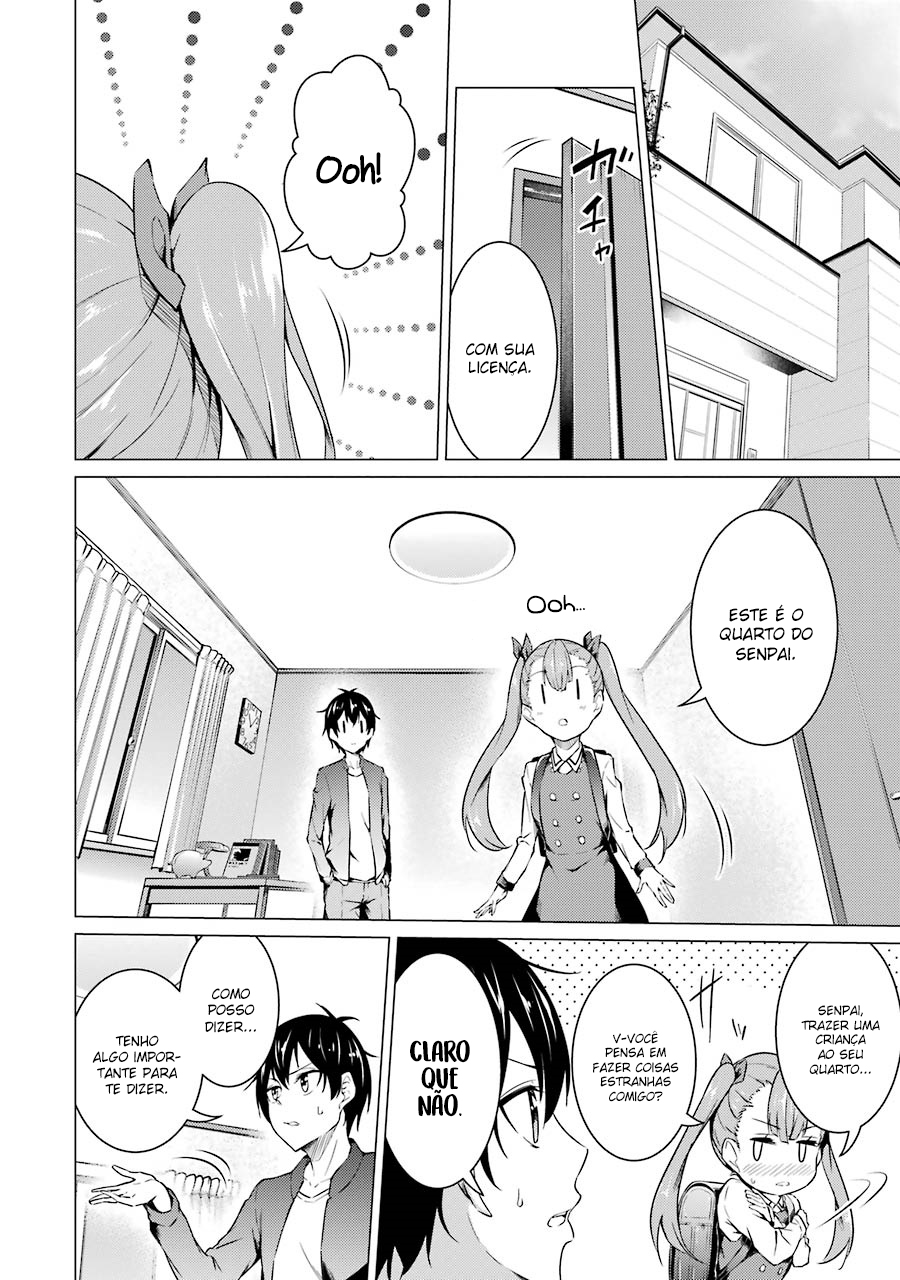 ガチャ
COM SUA
LICENÇA.
Ooh!
ESTE É O
QUARTO DO
SENPAI.
Ooh...
SENPAI,
TRAZER UMA
CRIANÇA
AO SEU
QUARTO...
V-VOCÊ
PENSA EM
FAZER COISAS
ESTRANHAS
COMIGO?
CLARO
QUE
NÃO.
COMO
POSSO
DIZER...
TENHO
ALGO IMPOR-
TANTE PARA
TE DIZER.